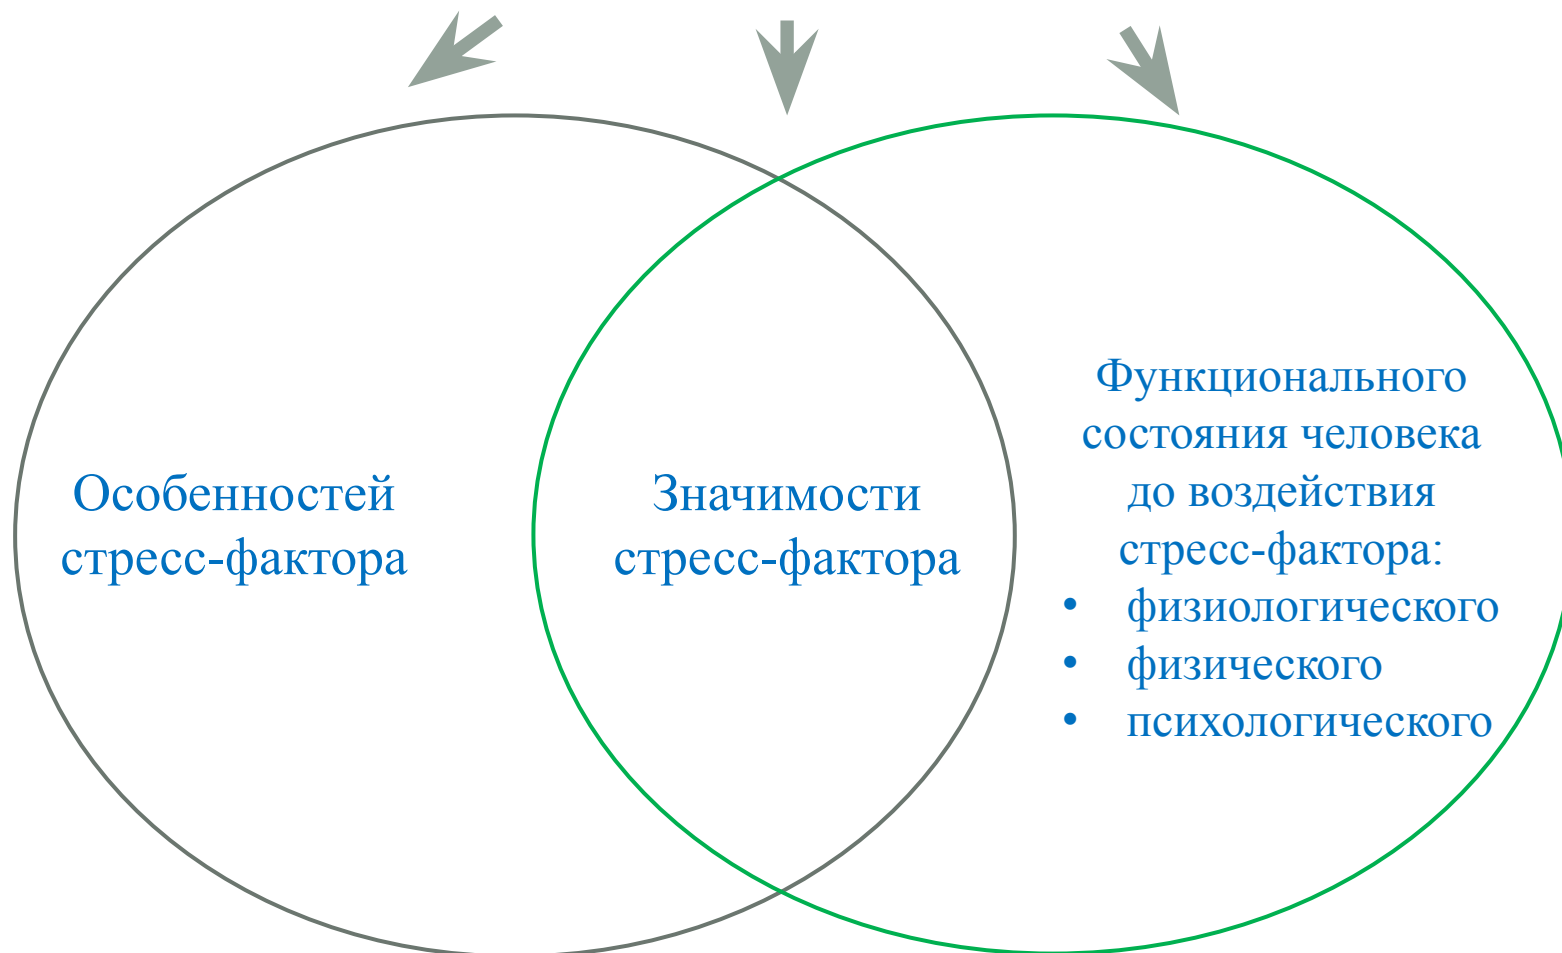 Особенностей
стресс-фактора
Значимости
стресс-фактора
Функционального
состояния человека
до воздействия
стресс-фактора:
• физиологического
• физического
• психологического